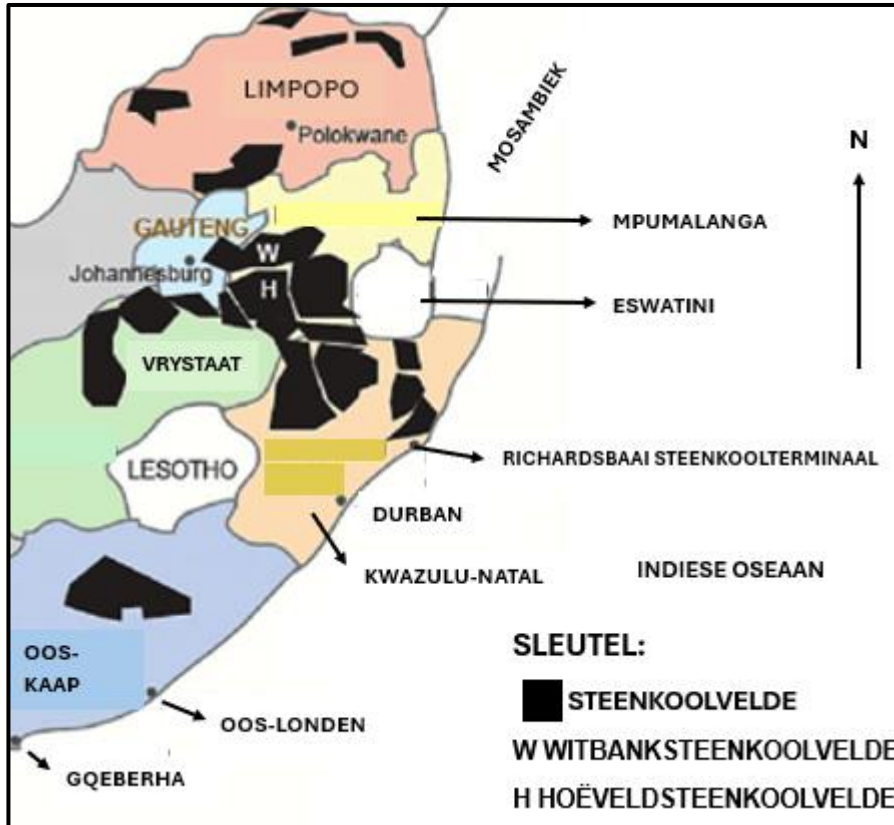 LIMPOPO
Polokwane
MOSAMBIEK
N
GAUTENG
MPUMALANGA
W
Johannesburg
H
ESWATINI
VRYSTAAT
RICHARDSBAAI STEENKOOLTERMINAAL
LESOTHO
DURBAN
KWAZULU-NATAL
INDIESE OSEAAN
OOS-
KAAP
OOS-LONDEN
GQEBERHA
SLEUTEL:
STEENKOOLVELDE
W WITBANKSTEENKOOLVELDE
H HOËVELDSTEENKOOLVELDE